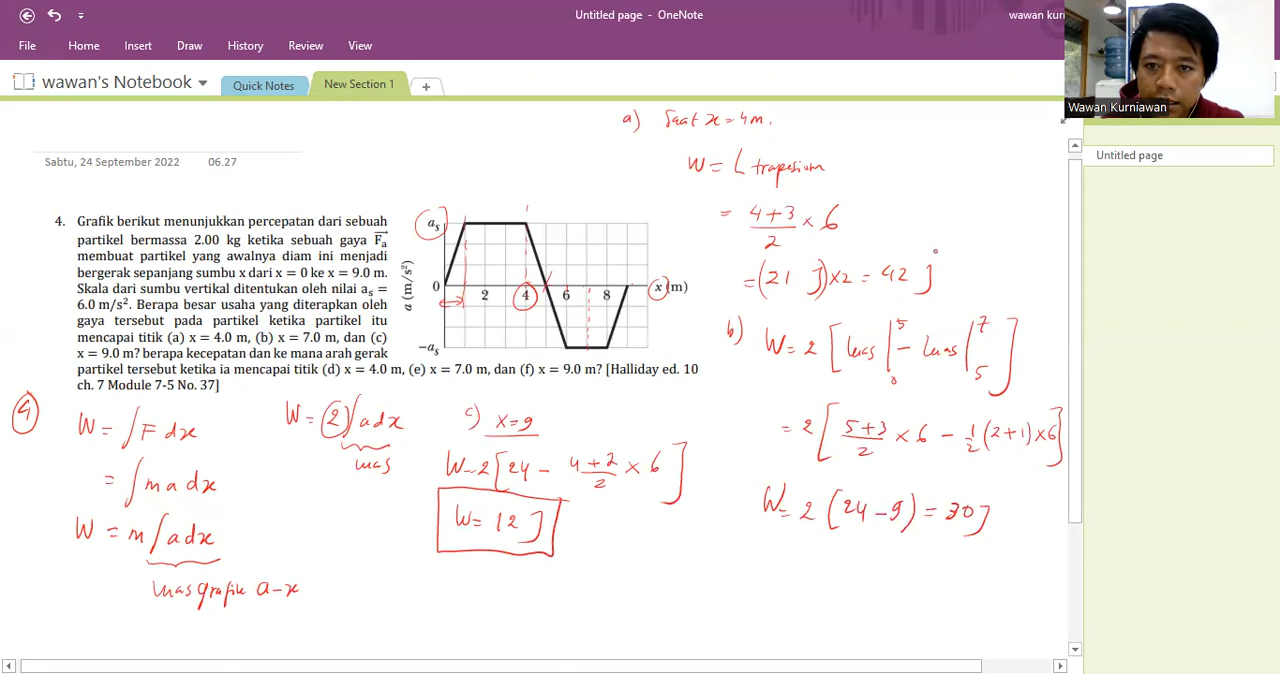 Untitled page - OneNote
wawan kurn
File Home Insert Draw History Review View
Wawan Kurniawan
wawan's Notebook
Quick Notes
New Section 1
+
Untitled page
Sabtu, 24 September 2022 06.27
4. Grafik berikut menunjukkan percepatan dari sebuah
partikel bermassa 2.00 kg ketika sebuah gaya Fa
membuat partikel yang awalnya diam ini menjadi
bergerak sepanjang sumbu x dari x = 0 ke x = 9.0 m.
Skala dari sumbu vertikal ditentukan oleh nilai as =
6.0 m/s². Berapa besar usaha yang diterapkan oleh
gaya tersebut pada partikel ketika partikel itu
mencapai titik (a) x = 4.0 m, (b) x = 7.0 m, dan (c)
x = 9.0 m? berapa kecepatan dan ke mana arah gerak
partikel tersebut ketika ia mencapai titik (d) x = 4.0 m, (e) x = 7.0 m, dan (f) x = 9.0 m? [Halliday ed. 10
ch. 7 Module 7-5 No. 37]
as
a (m/s²)
0
2 4 6 8
x (m)
−as
4
W = ∫ F dx
= ∫ m a dx
W = m ∫ a dx
luas grafik a-x
W = 2 ∫ a dx
luas
c) x = 9
W = 2 [24 − 4+2/2 × 6]
W = 12 J
a) Saat x = 4 m.
W = L trapesium
= 4+3/2 × 6
= (21 J) × 2 = 42 J
b) W = 2 [luas |₀⁵ − luas |₅⁷]
= 2 [5+3/2 × 6 − 1/2 (2+1) × 6]
W = 2 (24 − 9) = 30 J